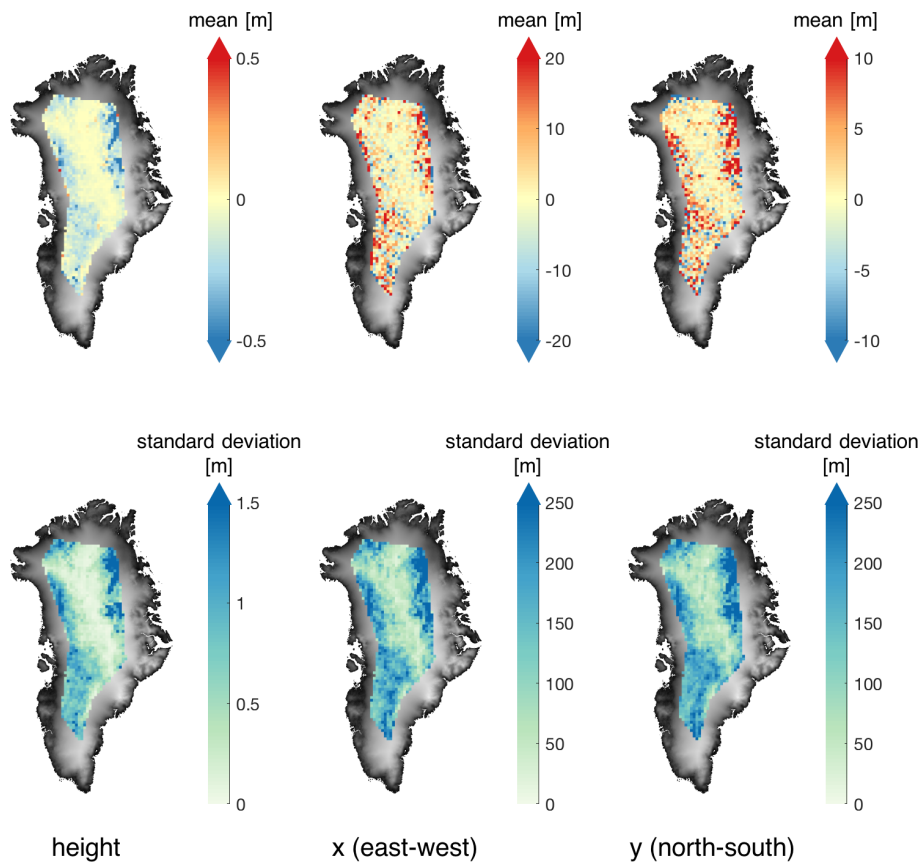 mean [m]
0.5
0
-0.5
mean [m]
20
10
0
-10
-20
mean [m]
10
5
0
-5
-10
standard deviation
[m]
1.5
1
0.5
0
standard deviation
[m]
250
200
150
100
50
0
standard deviation
[m]
250
200
150
100
50
0
height
x (east-west)
y (north-south)